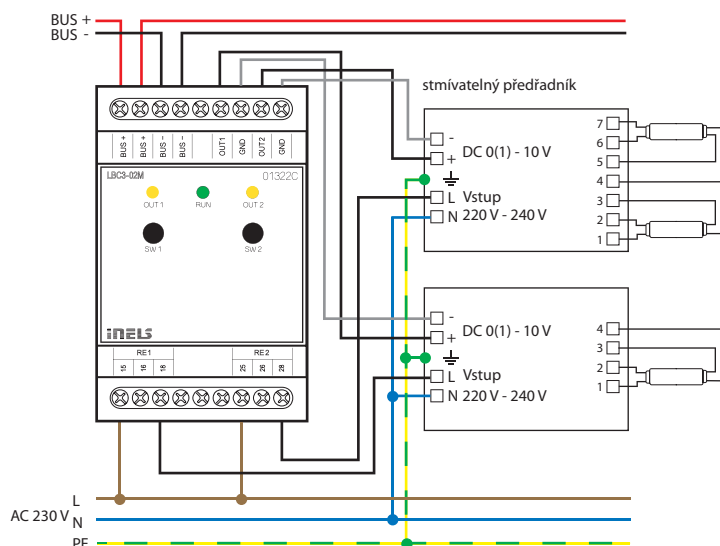 BUS +
BUS -
BUS +
BUS +
BUS -
BUS -
OUT1
GND
OUT2
GND
LBC3-02M
01322C
OUT 1
RUN
OUT 2
SW 1
SW 2
iNELS
RE1
RE2
15
16
18
25
26
28
stmívatelný předřadník
-
+
DC 0(1) - 10 V
L Vstup
N 220 V - 240 V
7
6
5
4
3
2
1
-
+
DC 0(1) - 10 V
L Vstup
N 220 V - 240 V
4
3
2
1
AC 230 V
L
N
PE